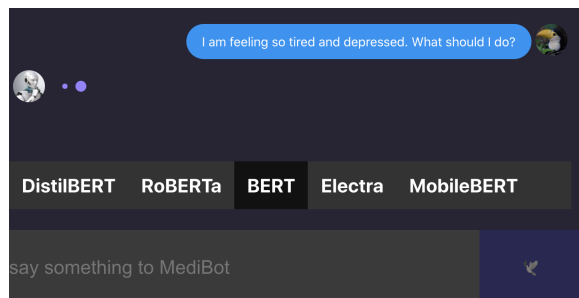 I am feeling so tired and depressed. What should I do?
DistilBERT RoBERTa BERT Electra MobileBERT
say something to MediBot